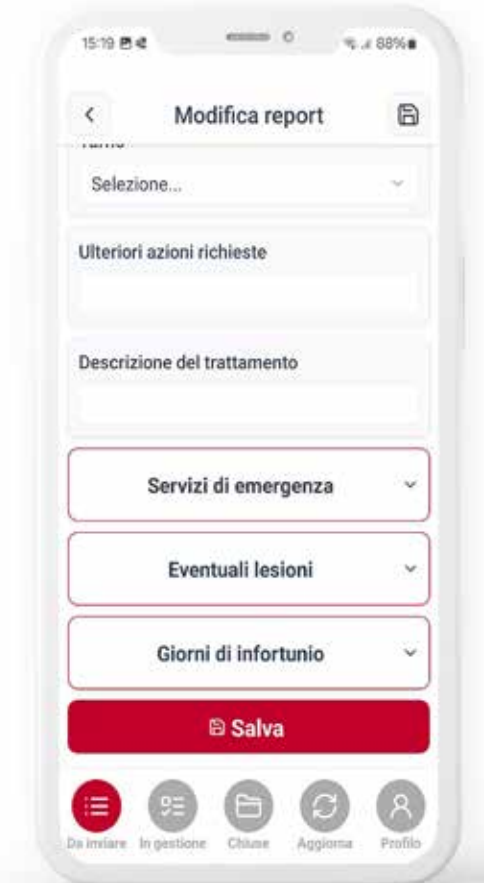 15:19
88%
Modifica report
Selezione...
Ulteriori azioni richieste
Descrizione del trattamento
Servizi di emergenza
Eventuali lesioni
Giorni di infortunio
Salva
Da inviare In gestione Chiuse Aggiorna Profilo